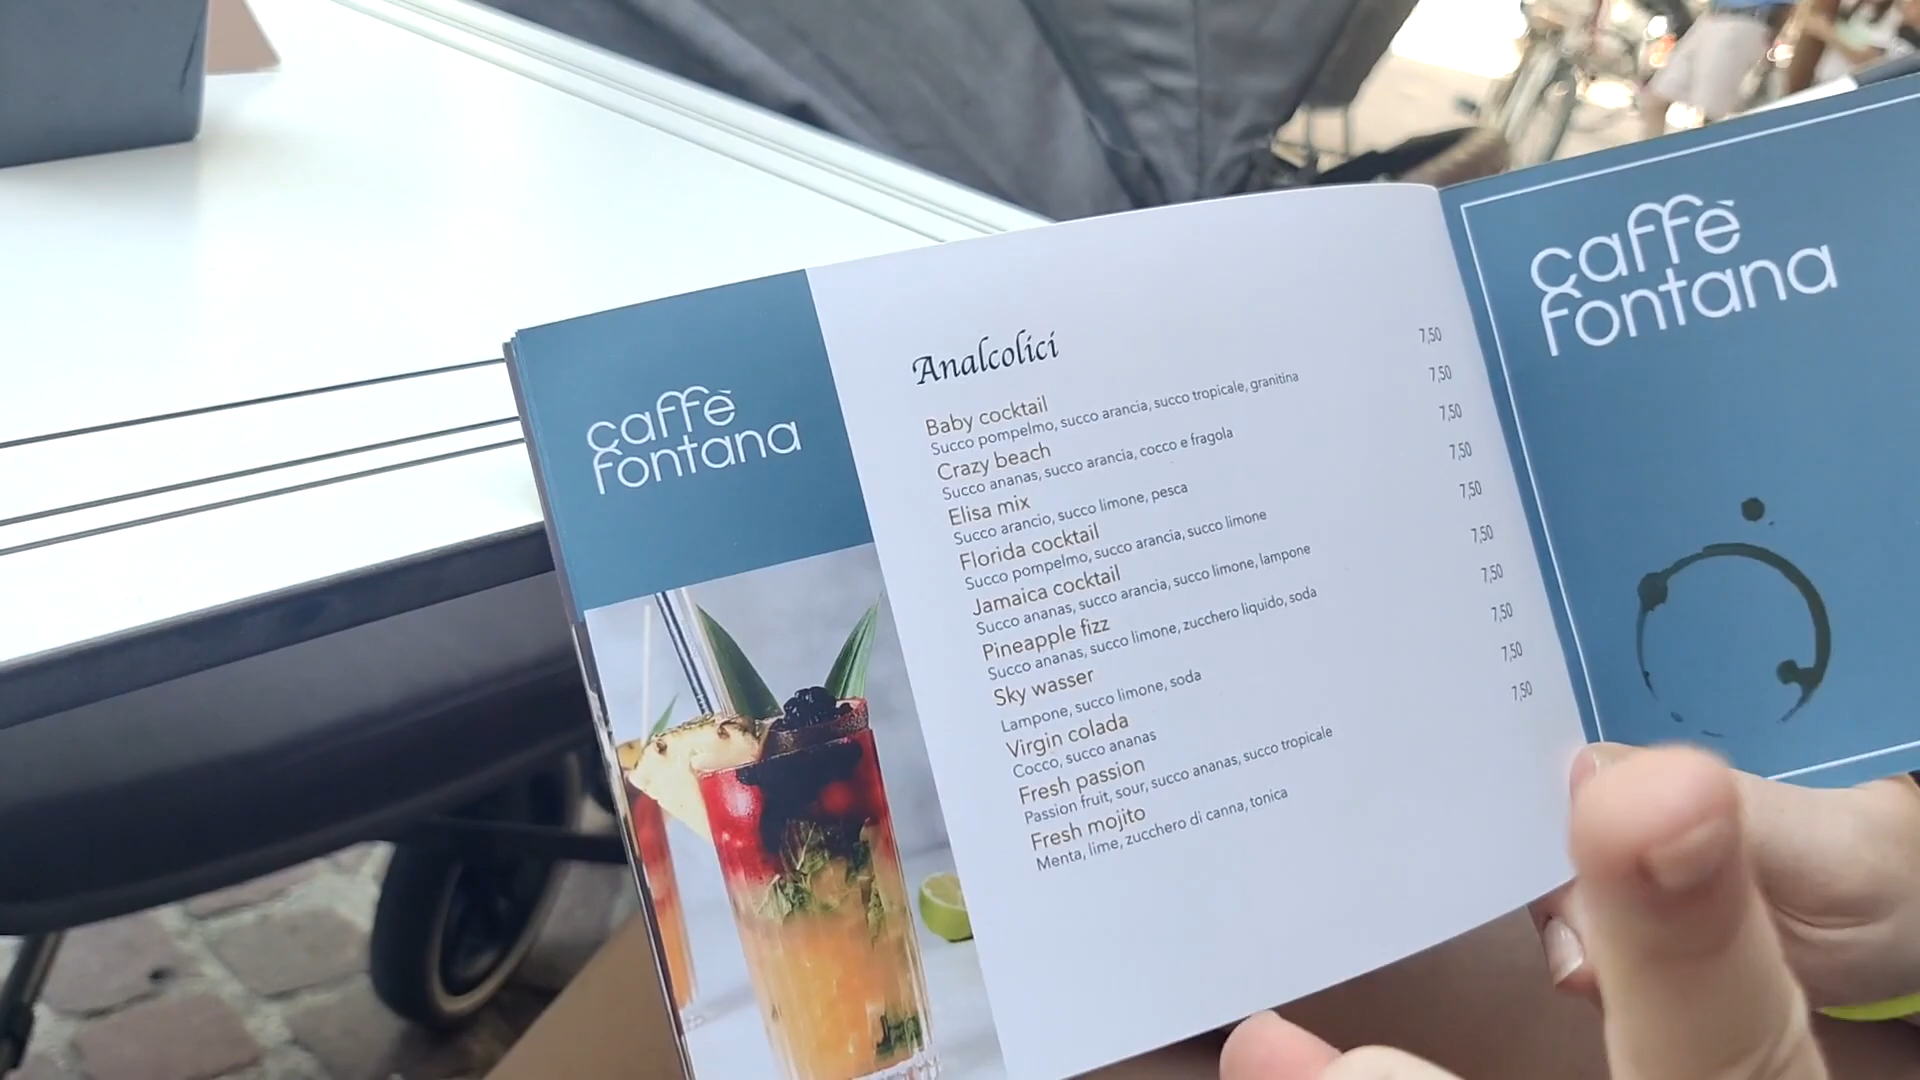 caffè
fontana
Analcolici
Baby cocktail 7,50
Succo pompelmo, succo arancia, succo tropicale, granitina
Crazy beach 7,50
Succo ananas, succo arancia, cocco e fragola
Elisa mix 7,50
Succo arancio, succo limone, pesca
Florida cocktail 7,50
Succo pompelmo, succo arancia, succo limone
Jamaica cocktail 7,50
Succo ananas, succo arancia, succo limone, lampone
Pineapple fizz 7,50
Succo ananas, succo limone, zucchero liquido, soda
Sky wasser 7,50
Lampone, succo limone, soda
Virgin colada 7,50
Cocco, succo ananas
Fresh passion 7,50
Passion fruit, sour, succo ananas, succo tropicale
Fresh mojito 7,50
Menta, lime, zucchero di canna, tonica
caffè
fontana